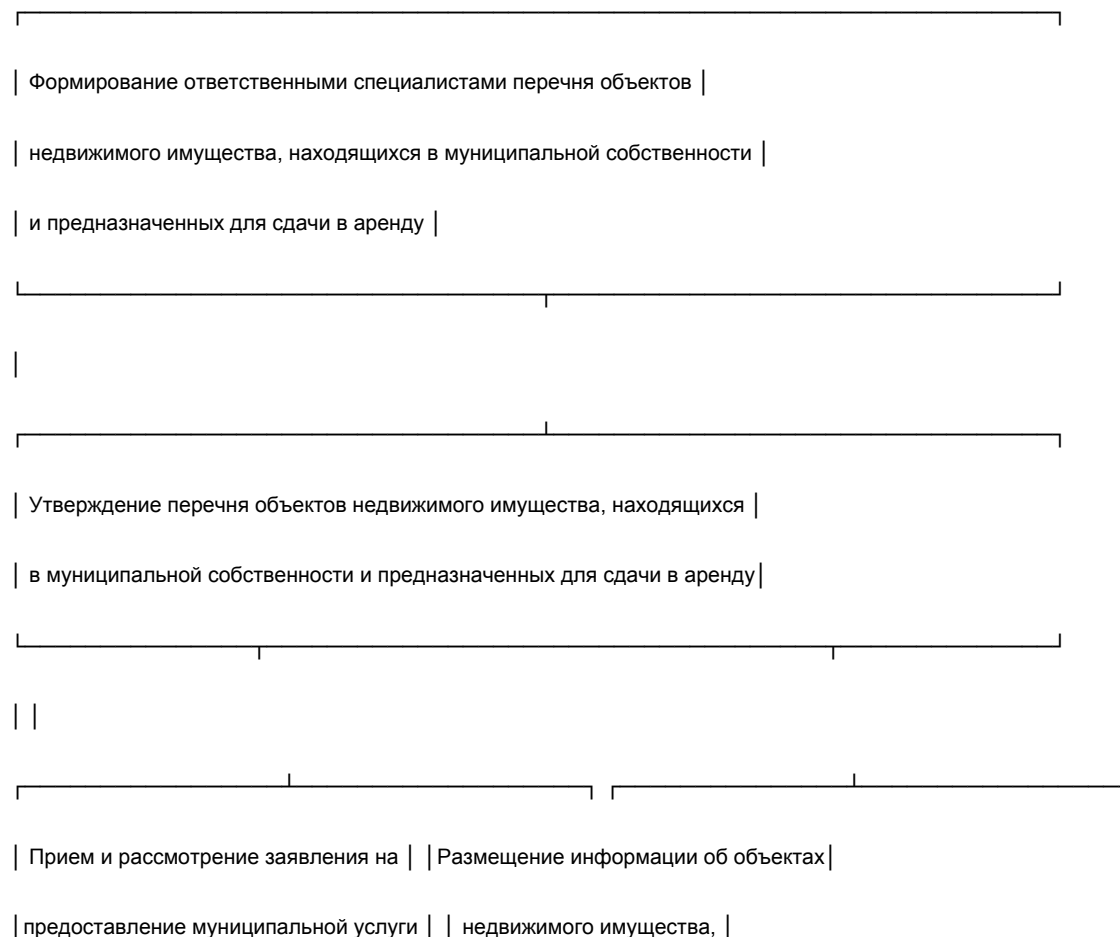 Формирование ответственными специалистами перечня объектов
недвижимого имущества, находящихся в муниципальной собственности
и предназначенных для сдачи в аренду
Утверждение перечня объектов недвижимого имущества, находящихся
в муниципальной собственности и предназначенных для сдачи в аренду
Прием и рассмотрение заявления на Размещение информации об объектах
предоставление муниципальной услуги недвижимого имущества,